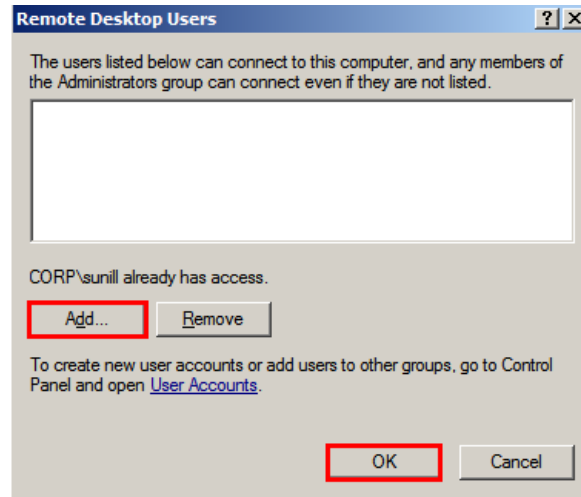 Remote Desktop Users
The users listed below can connect to this computer, and any members of
the Administrators group can connect even if they are not listed.
CORP\sunill already has access.
Add... Remove
To create new user accounts or add users to other groups, go to Control
Panel and open User Accounts.
OK Cancel